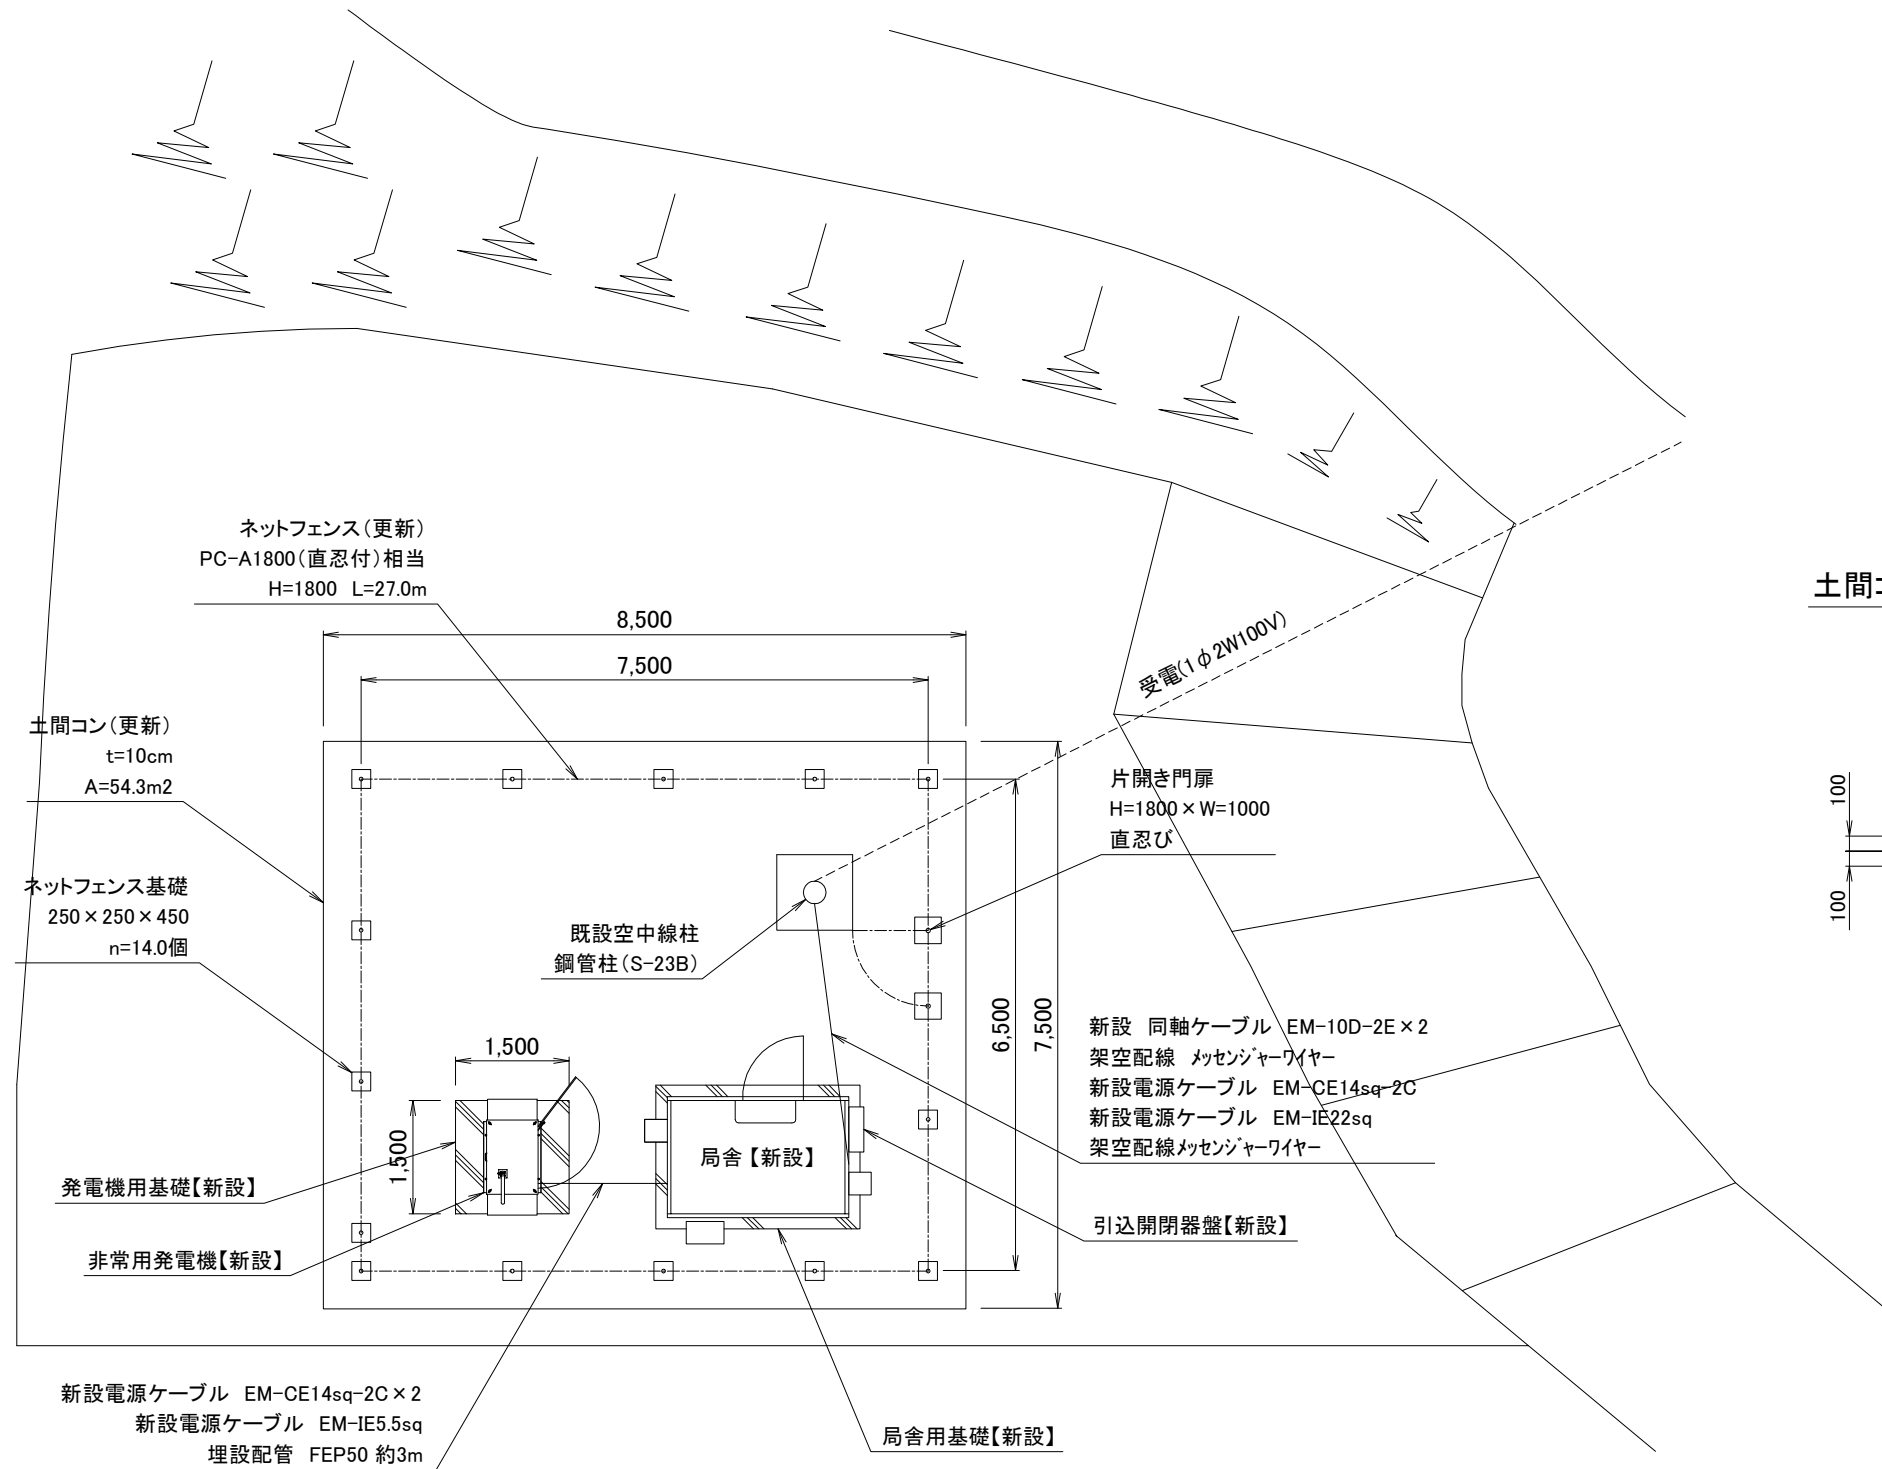 ネットフェンス(更新)
PC-A1800(直忍付)相当
H=1800 L=27.0m
8,500
7,500
受電(1φ2W100V)
土間コン(更新)
t=10cm
A=54.3m2
ネットフェンス基礎
250×250×450
n=14.0個
片開き門扉
H=1800×W=1000
直忍び
既設空中線柱
鋼管柱(S-23B)
6,500
7,500
新設 同軸ケーブル EM-10D-2E×2
架空配線 メッセンジャーワイヤー
新設電源ケーブル EM-CE14sq-2C
新設電源ケーブル EM-IE22sq
架空配線メッセンジャーワイヤー
1,500
1,500
局舎【新設】
発電機用基礎【新設】
非常用発電機【新設】
引込開閉器盤【新設】
新設電源ケーブル EM-CE14sq-2C×2
新設電源ケーブル EM-IE5.5sq
埋設配管 FEP50 約3m
局舎用基礎【新設】
土間
100
100